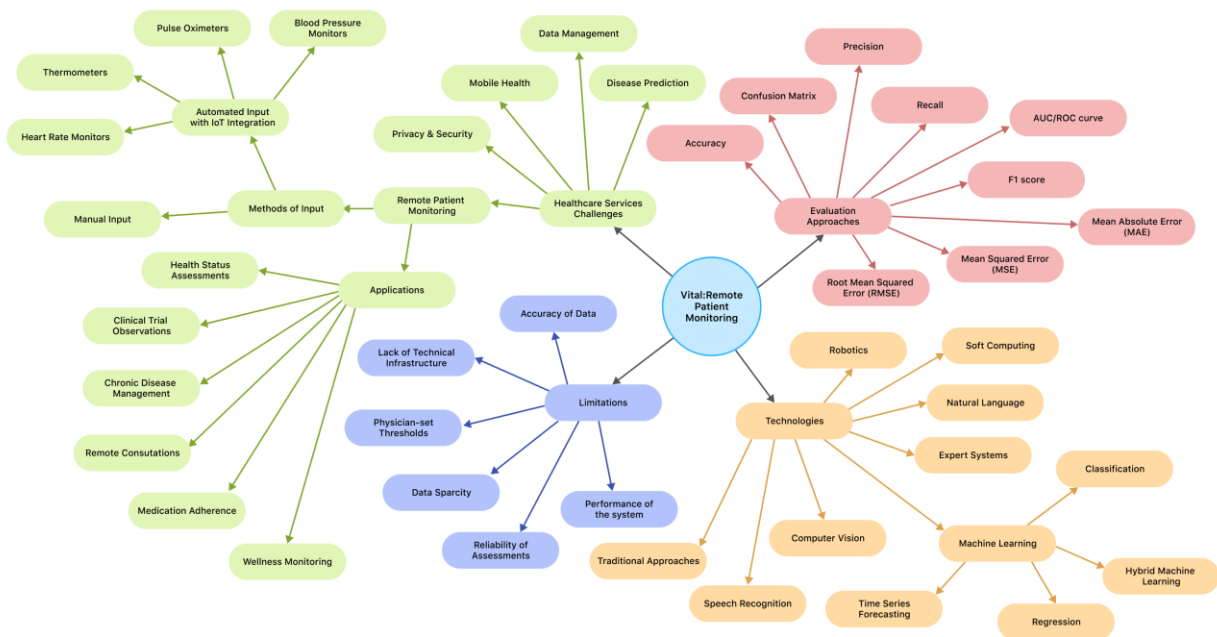 Pulse Oximeters
Blood Pressure
Monitors
Thermometers
Automated Input
with IoT Integration
Heart Rate Monitors
Manual Input
Methods of Input
Data Management
Mobile Health
Disease Prediction
Privacy & Security
Remote Patient
Monitoring
Healthcare Services
Challenges
Health Status
Assessments
Applications
Clinical Trial
Observations
Chronic Disease
Management
Remote Consutations
Medication Adherence
Wellness Monitoring
Precision
Confusion Matrix
Recall
AUC/ROC curve
Accuracy
F1 score
Evaluation
Approaches
Mean Absolute Error
(MAE)
Mean Squared Error
(MSE)
Root Mean Squared
Error (RMSE)
Vital:Remote
Patient
Monitoring
Accuracy of Data
Lack of Technical
Infrastructure
Limitations
Physician-set
Thresholds
Data Sparcity
Performance of
the system
Reliability of
Assessments
Robotics
Soft Computing
Technologies
Natural Language
Expert Systems
Classification
Computer Vision
Machine Learning
Traditional Approaches
Hybrid Machine
Learning
Speech Recognition
Time Series
Forecasting
Regression